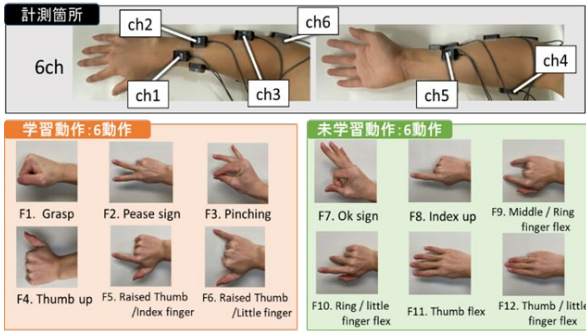 計測箇所
6ch
ch2
ch6
ch1
ch3
ch5
ch4
学習動作:6動作
F1. Grasp
F2. Pease sign
F3. Pinching
F4. Thumb up
F5. Raised Thumb
/Index finger
F6. Raised Thumb
/Little finger
未学習動作:6動作
F7. Ok sign
F8. Index up
F9. Middle / Ring
finger flex
F10. Ring / little
finger flex
F11. Thumb flex
F12. Thumb / little
finger flex